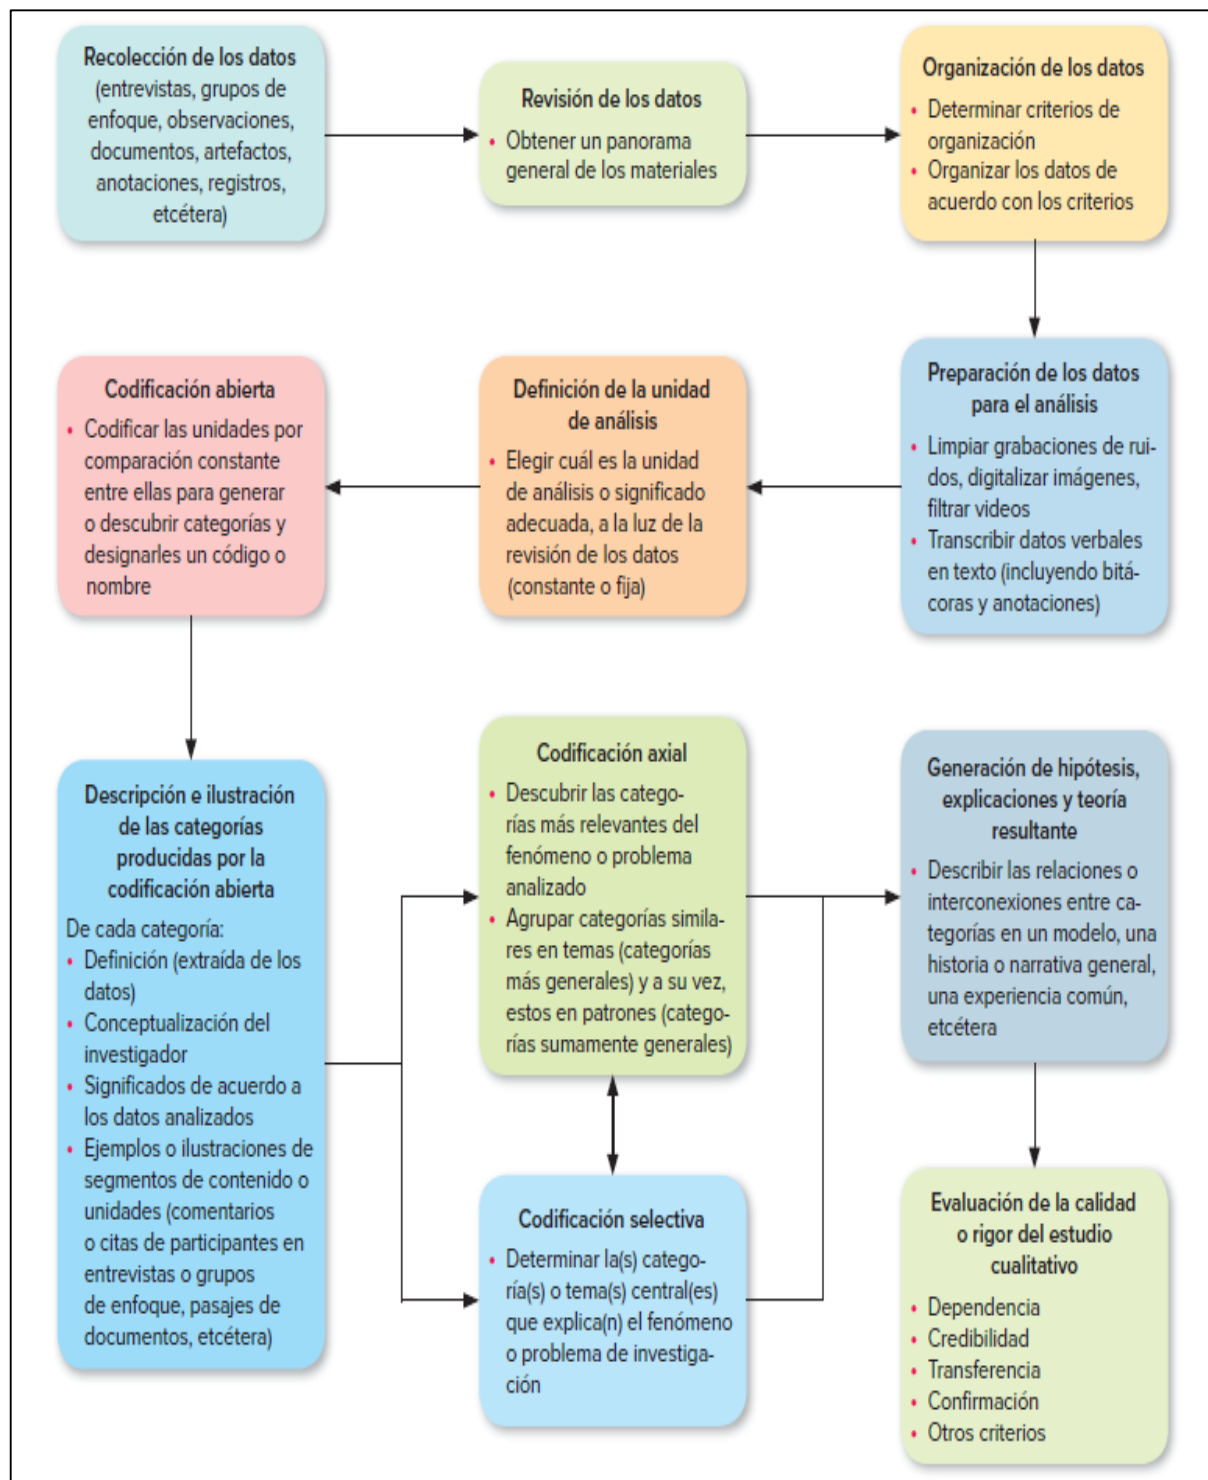 Recolección de los datos
(entrevistas, grupos de
enfoque, observaciones,
documentos, artefactos,
anotaciones, registros,
etcétera)
Revisión de los datos
• Obtener un panorama
general de los materiales
Organización de los datos
• Determinar criterios de
organización
• Organizar los datos de
acuerdo con los criterios
Preparación de los datos
para el análisis
• Limpiar grabaciones de rui-
dos, digitalizar imágenes,
filtrar videos
• Transcribir datos verbales
en texto (incluyendo bitá-
coras y anotaciones)
Definición de la unidad
de análisis
• Elegir cuál es la unidad
de análisis o significado
adecuada, a la luz de la
revisión de los datos
(constante o fija)
Codificación abierta
• Codificar las unidades por
comparación constante
entre ellas para generar
o descubrir categorías y
designarles un código o
nombre
Descripción e ilustración
de las categorías
producidas por la
codificación abierta
De cada categoría:
• Definición (extraída de los
datos)
• Conceptualización del
investigador
• Significados de acuerdo a
los datos analizados
• Ejemplos o ilustraciones de
segmentos de contenido o
unidades (comentarios
o citas de participantes en
entrevistas o grupos
de enfoque, pasajes de
documentos, etcétera)
Codificación axial
• Descubrir las catego-
rías más relevantes del
fenómeno o problema
analizado
• Agrupar categorías simila-
res en temas (categorías
más generales) y a su vez,
estos en patrones (catego-
rías sumamente generales)
Codificación selectiva
• Determinar la(s) catego-
ría(s) o tema(s) central(es)
que explica(n) el fenómeno
o problema de investiga-
ción
Generación de hipótesis,
explicaciones y teoría
resultante
• Describir las relaciones o
interconexiones entre ca-
tegorías en un modelo, una
historia o narrativa general,
una experiencia común,
etcétera
Evaluación de la calidad
o rigor del estudio
cualitativo
• Dependencia
• Credibilidad
• Transferencia
• Confirmación
• Otros criterios